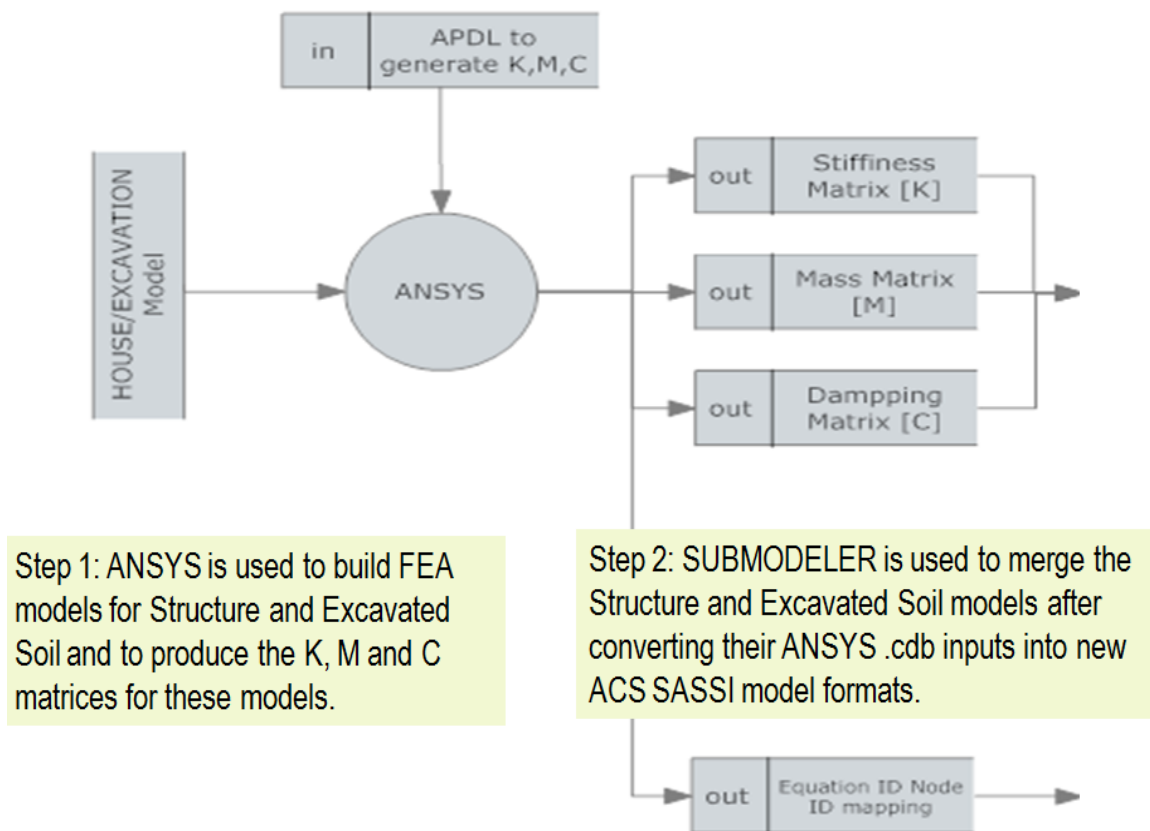 in
APDL to
generate K,M,C
HOUSE/EXCAVATION
Model
ANSYS
out
Stiffiness
Matrix [K]
out
Mass Matrix
[M]
out
Dampping
Matrix [C]
Step 1: ANSYS is used to build FEA
models for Structure and Excavated
Soil and to produce the K, M and C
matrices for these models.
Step 2: SUBMODELER is used to merge the
Structure and Excavated Soil models after
converting their ANSYS .cdb inputs into new
ACS SASSI model formats.
out
Equation ID Node
ID mapping